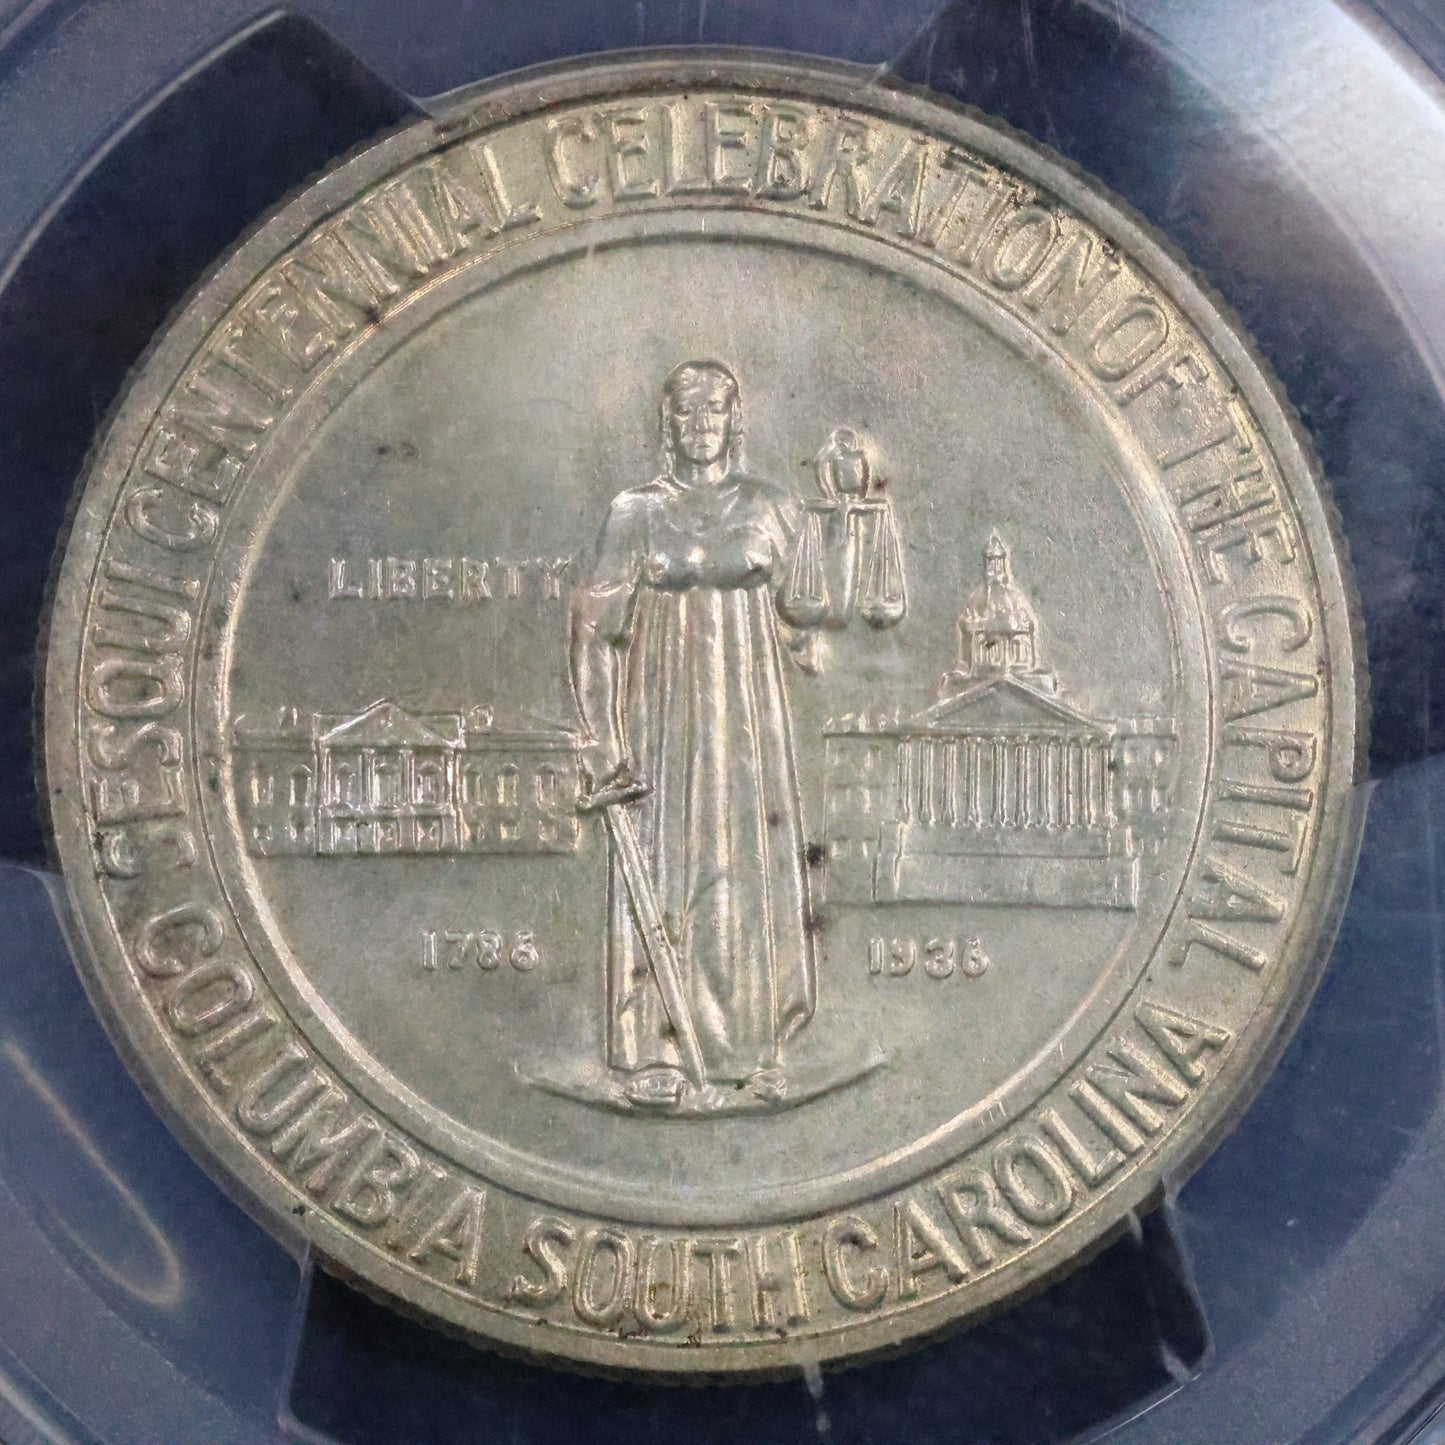 SESQUICENTENNIAL CELEBRATION OF THE CAPITAL
COLUMBIA SOUTH CAROLINA
LIBERTY
1786 1936